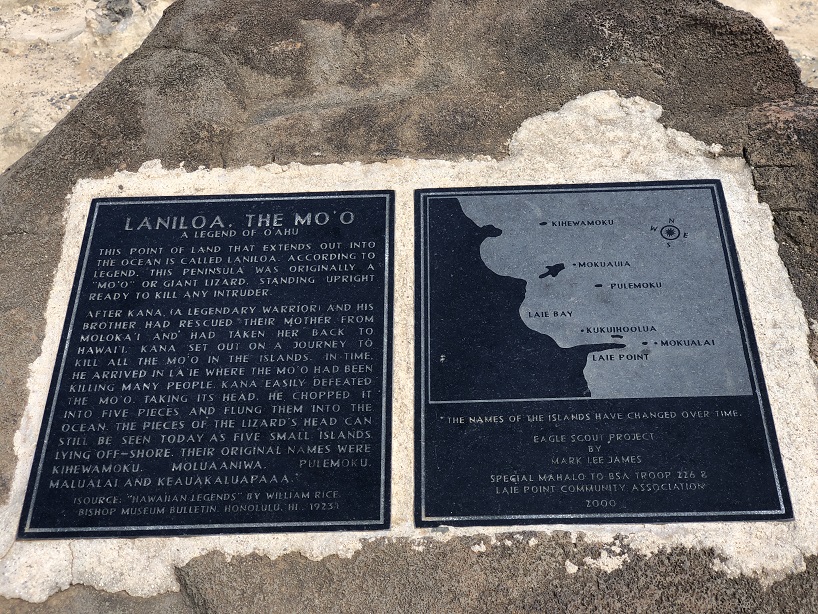 LANILOA, THE MO'O
A LEGEND OF O'AHU
THIS POINT OF LAND THAT EXTENDS OUT INTO
THE OCEAN IS CALLED LANILOA. ACCORDING TO
LEGEND, THIS PENINSULA WAS ORIGINALLY A
"MO'O" OR GIANT LIZARD, STANDING UPRIGHT
READY TO KILL ANY INTRUDER.
AFTER KANA, (A LEGENDARY WARRIOR) AND HIS
BROTHER HAD RESCUED THEIR MOTHER FROM
MOLOKA'I AND HAD TAKEN HER BACK TO
HAWAI'I, KANA SET OUT ON A JOURNEY TO
KILL ALL THE MO'O IN THE ISLANDS. IN-TIME,
HE ARRIVED IN LA'IE WHERE THE MO'O HAD BEEN
KILLING MANY PEOPLE. KANA EASILY DEFEATED
THE MO'O. TAKING ITS HEAD, HE CHOPPED IT
INTO FIVE PIECES AND FLUNG THEM INTO THE
OCEAN. THE PIECES OF THE LIZARD'S HEAD CAN
STILL BE SEEN TODAY AS FIVE SMALL ISLANDS
LYING OFF-SHORE. THEIR ORIGINAL NAMES WERE
KIHEWAMOKU, MOLUAANIWA, PULEMOKU,
MALUALAI AND KEAUAKALUAPAAA.
(SOURCE: "HAWAIIAN LEGENDS" BY WILLIAM RICE,
BISHOP MUSEUM BULLETIN, HONOLULU, HI., 1923)
KIHEWAMOKU
N
E
S
MOKUAUIA
PULEMOKU
LAIE BAY
KUKUIHOOLUA
MOKUALAI
LAIE POINT
THE NAMES OF THE ISLANDS HAVE CHANGED OVER TIME.
EAGLE SCOUT PROJECT
BY
MARK LEE JAMES
SPECIAL MAHALO TO BSA TROOP 226 &
LAIE POINT COMMUNITY ASSOCIATION
2000